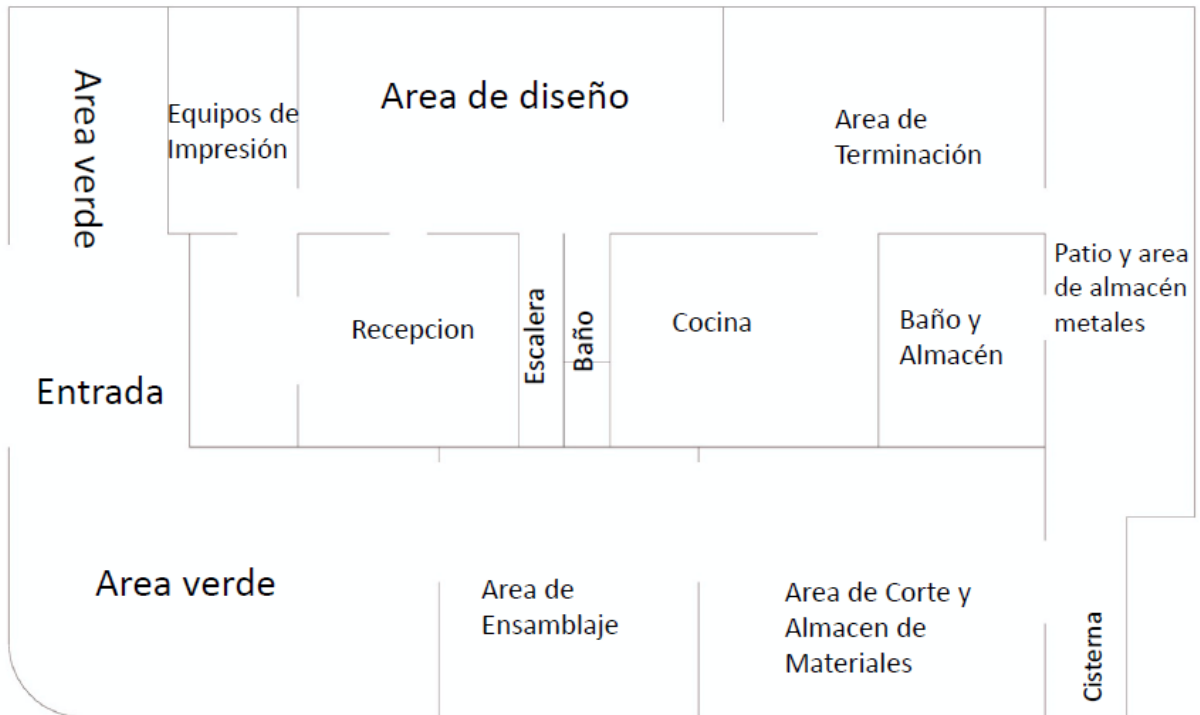 Area verde
Equipos de
Impresión
Area de diseño
Area de
Terminación
Entrada
Recepcion
Escalera
Baño
Cocina
Baño y
Almacén
Patio y area
de almacén
metales
Area verde
Area de
Ensamblaje
Area de Corte y
Almacen de
Materiales
Cisterna